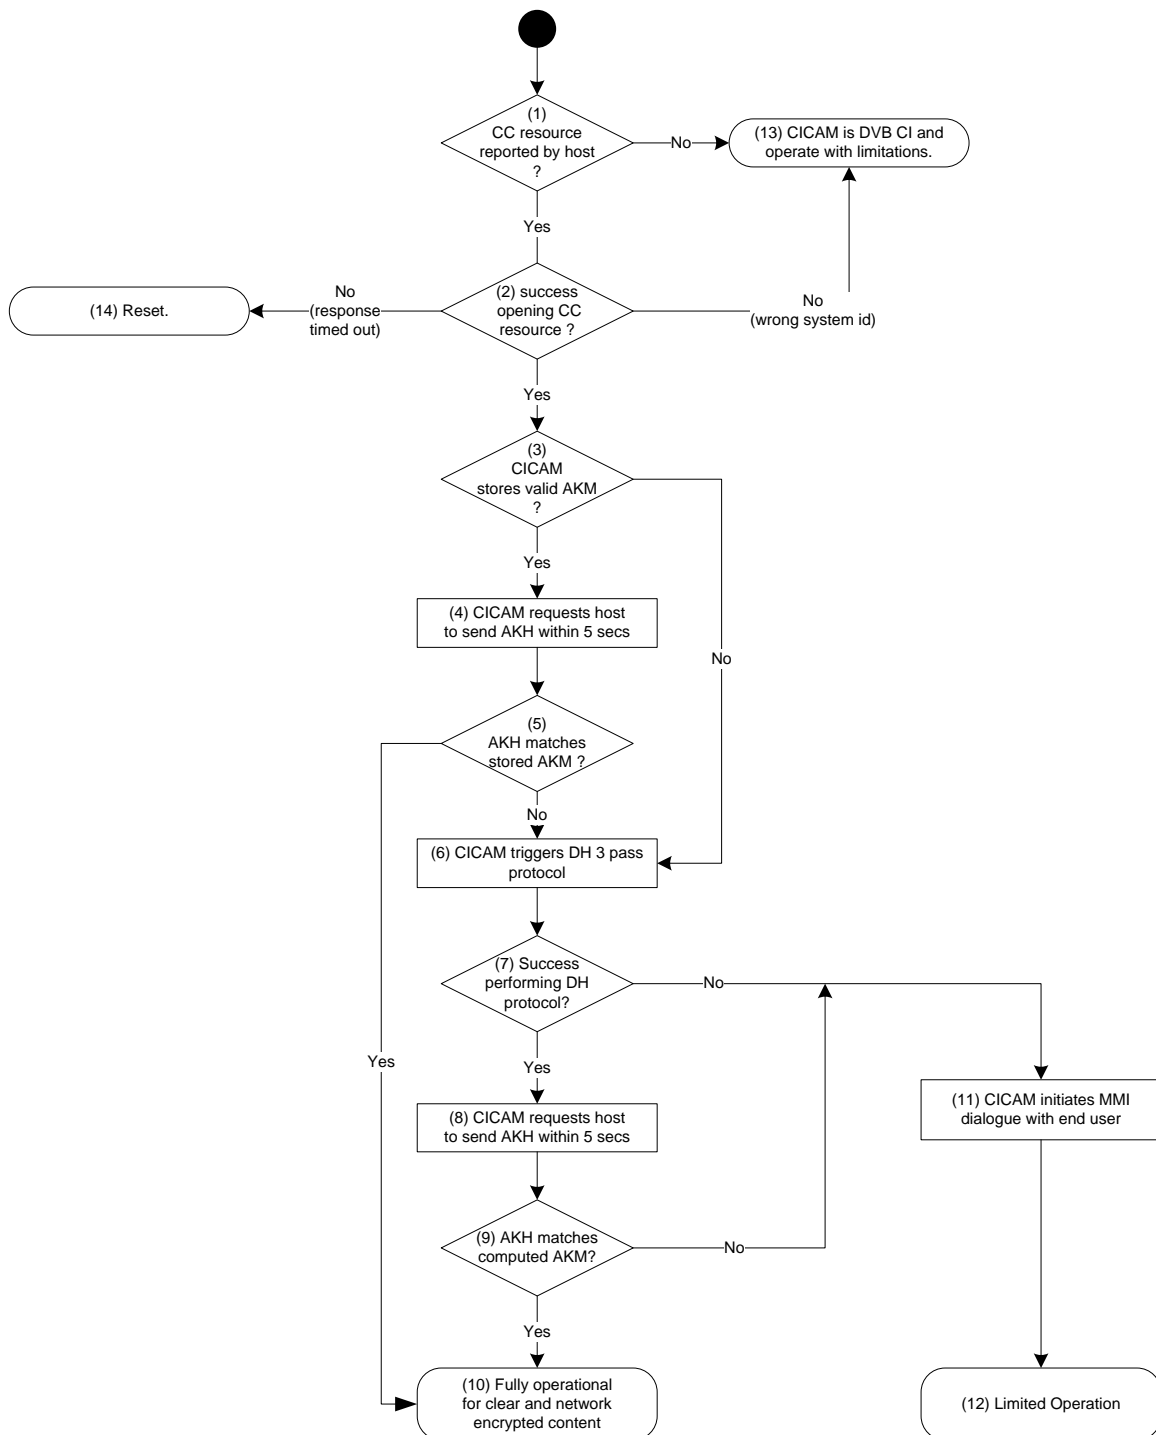 (1)
CC resource
reported by host
?
No
(13) CICAM is DVB CI and
operate with limitations.
Yes
(2) success
opening CC
resource ?
No
(response
timed out)
(14) Reset.
No
(wrong system id)
Yes
(3)
CICAM
stores valid AKM
?
Yes
No
(4) CICAM requests host
to send AKH within 5 secs
(5)
AKH matches
stored AKM ?
No
Yes
(6) CICAM triggers DH 3 pass
protocol
(7) Success
performing DH
protocol?
No
Yes
(8) CICAM requests host
to send AKH within 5 secs
(11) CICAM initiates MMI
dialogue with end user
(9) AKH matches
computed AKM?
No
Yes
(10) Fully operational
for clear and network
encrypted content
(12) Limited Operation